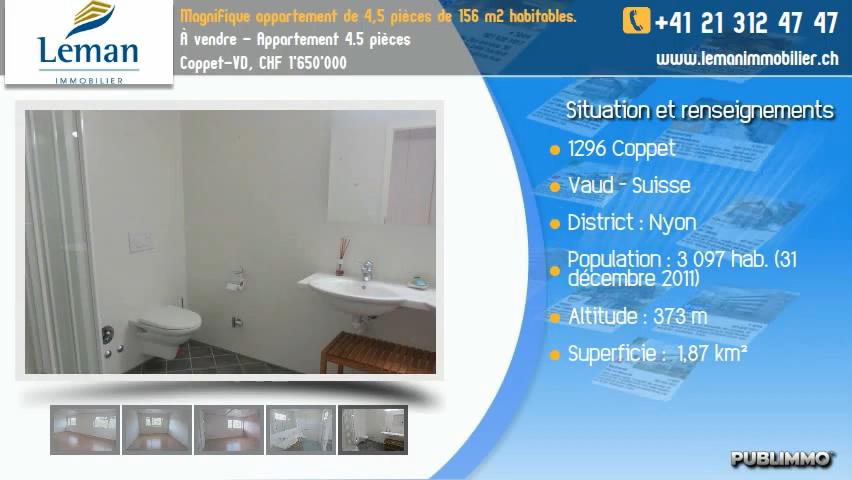 Leman
IMMOBILIER
Magnifique appartement de 4,5 pièces de 156 m2 habitables.
À vendre - Appartement 4.5 pièces
Coppet-VD, CHF 1'650'000
+41 21 312 47 47
www.lemanimmobilier.ch
Situation et renseignements
1296 Coppet
Vaud - Suisse
District : Nyon
Population : 3 097 hab. (31
décembre 2011)
Altitude : 373 m
Superficie : 1,87 km²
PUBLIMMO